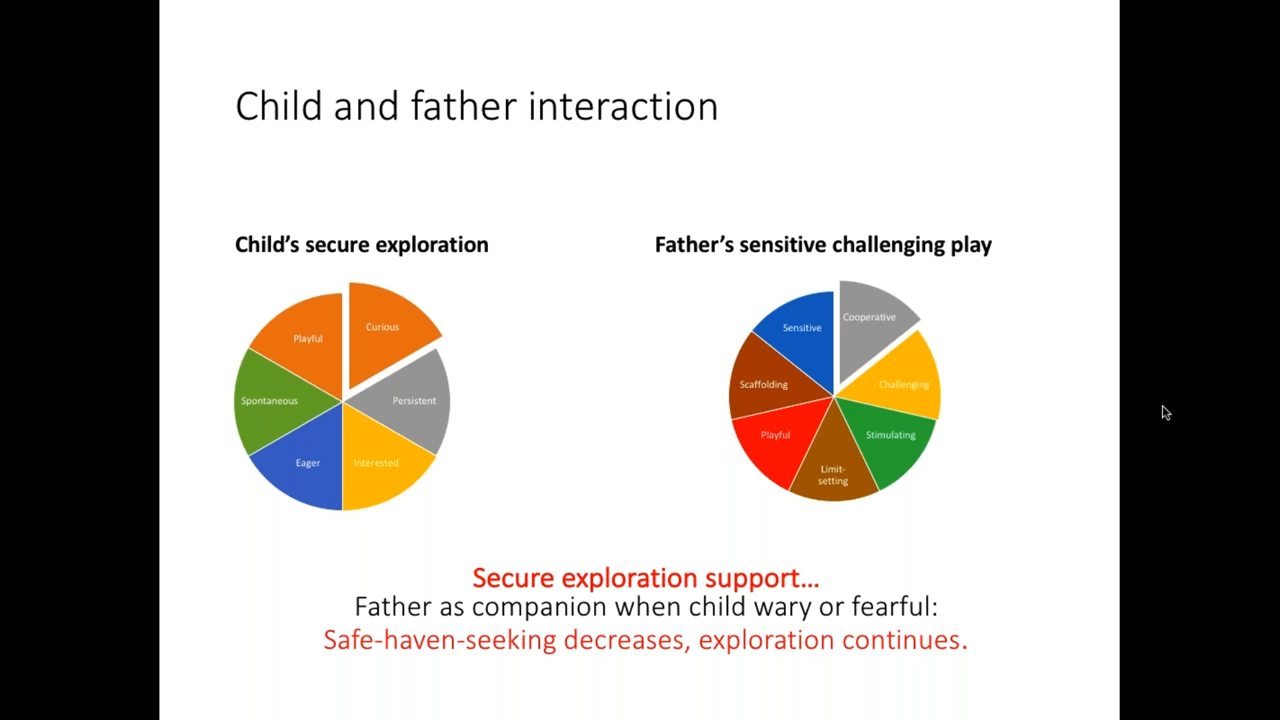 Child and father interaction
Child’s secure exploration
Curious
Playful
Spontaneous
Persistent
Eager
Interested
Father’s sensitive challenging play
Cooperative
Sensitive
Scaffolding
Challenging
Playful
Stimulating
Limit-
setting
Secure exploration support...
Father as companion when child wary or fearful:
Safe-haven-seeking decreases, exploration continues.